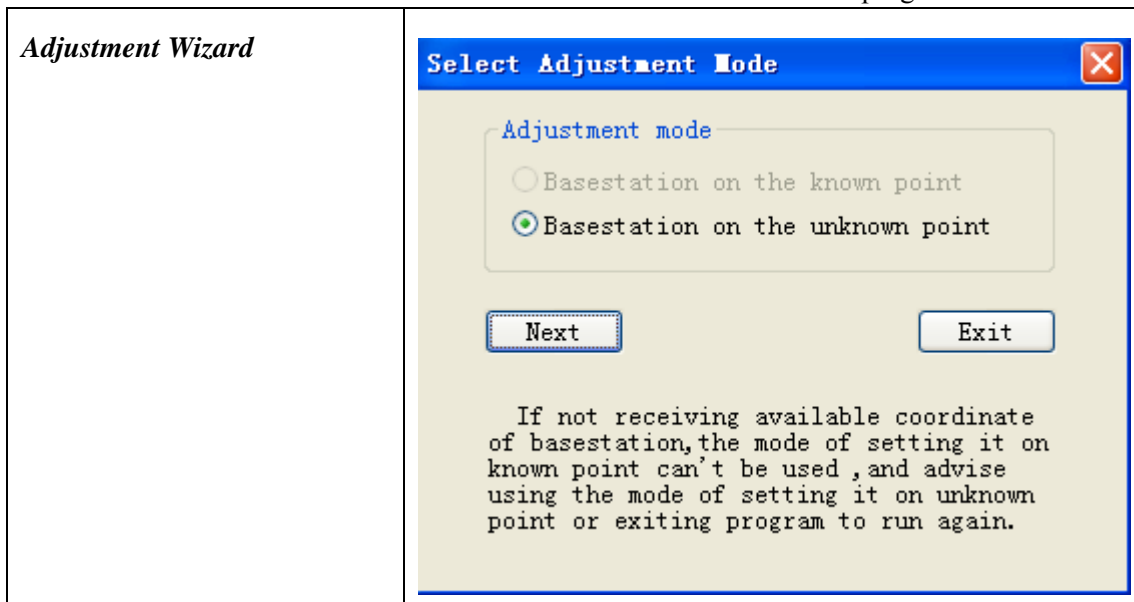 Adjustment Wizard
Select Adjustment Mode
Adjustment mode
Basestation on the known point
Basestation on the unknown point
Next
Exit
If not receiving available coordinate
of basestation,the mode of setting it on
known point can't be used ,and advise
using the mode of setting it on unknown
point or exiting program to run again.